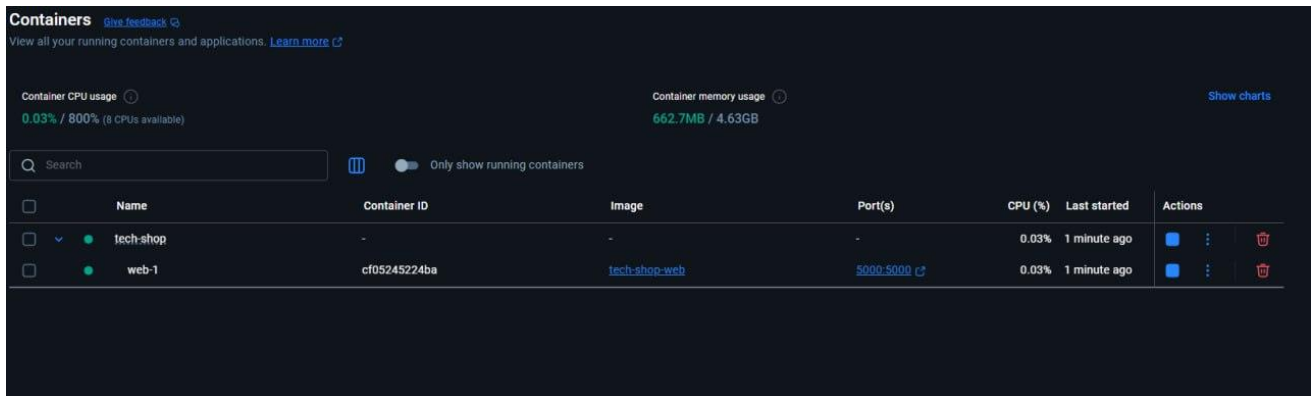 Containers Give feedback
View all your running containers and applications. Learn more
Container CPU usage
0.03% / 800% (8 CPUs available)
Container memory usage
662.7MB / 4.63GB
Show charts
Search
Only show running containers
Name Container ID Image Port(s) CPU (%) Last started Actions
tech-shop - - - 0.03% 1 minute ago
web-1 cf05245224ba tech-shop-web 5000:5000 0.03% 1 minute ago